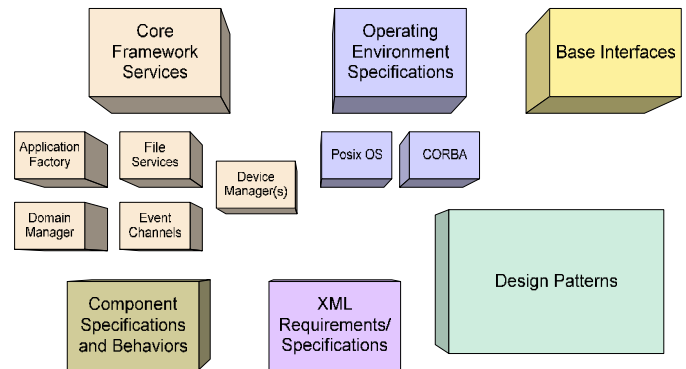 Core
Framework
Services
Operating
Environment
Specifications
Base Interfaces
Application
Factory
File
Services
Device
Manager(s)
Posix OS
CORBA
Domain
Manager
Event
Channels
Design Patterns
Component
Specifications
and Behaviors
XML
Requirements/
Specifications